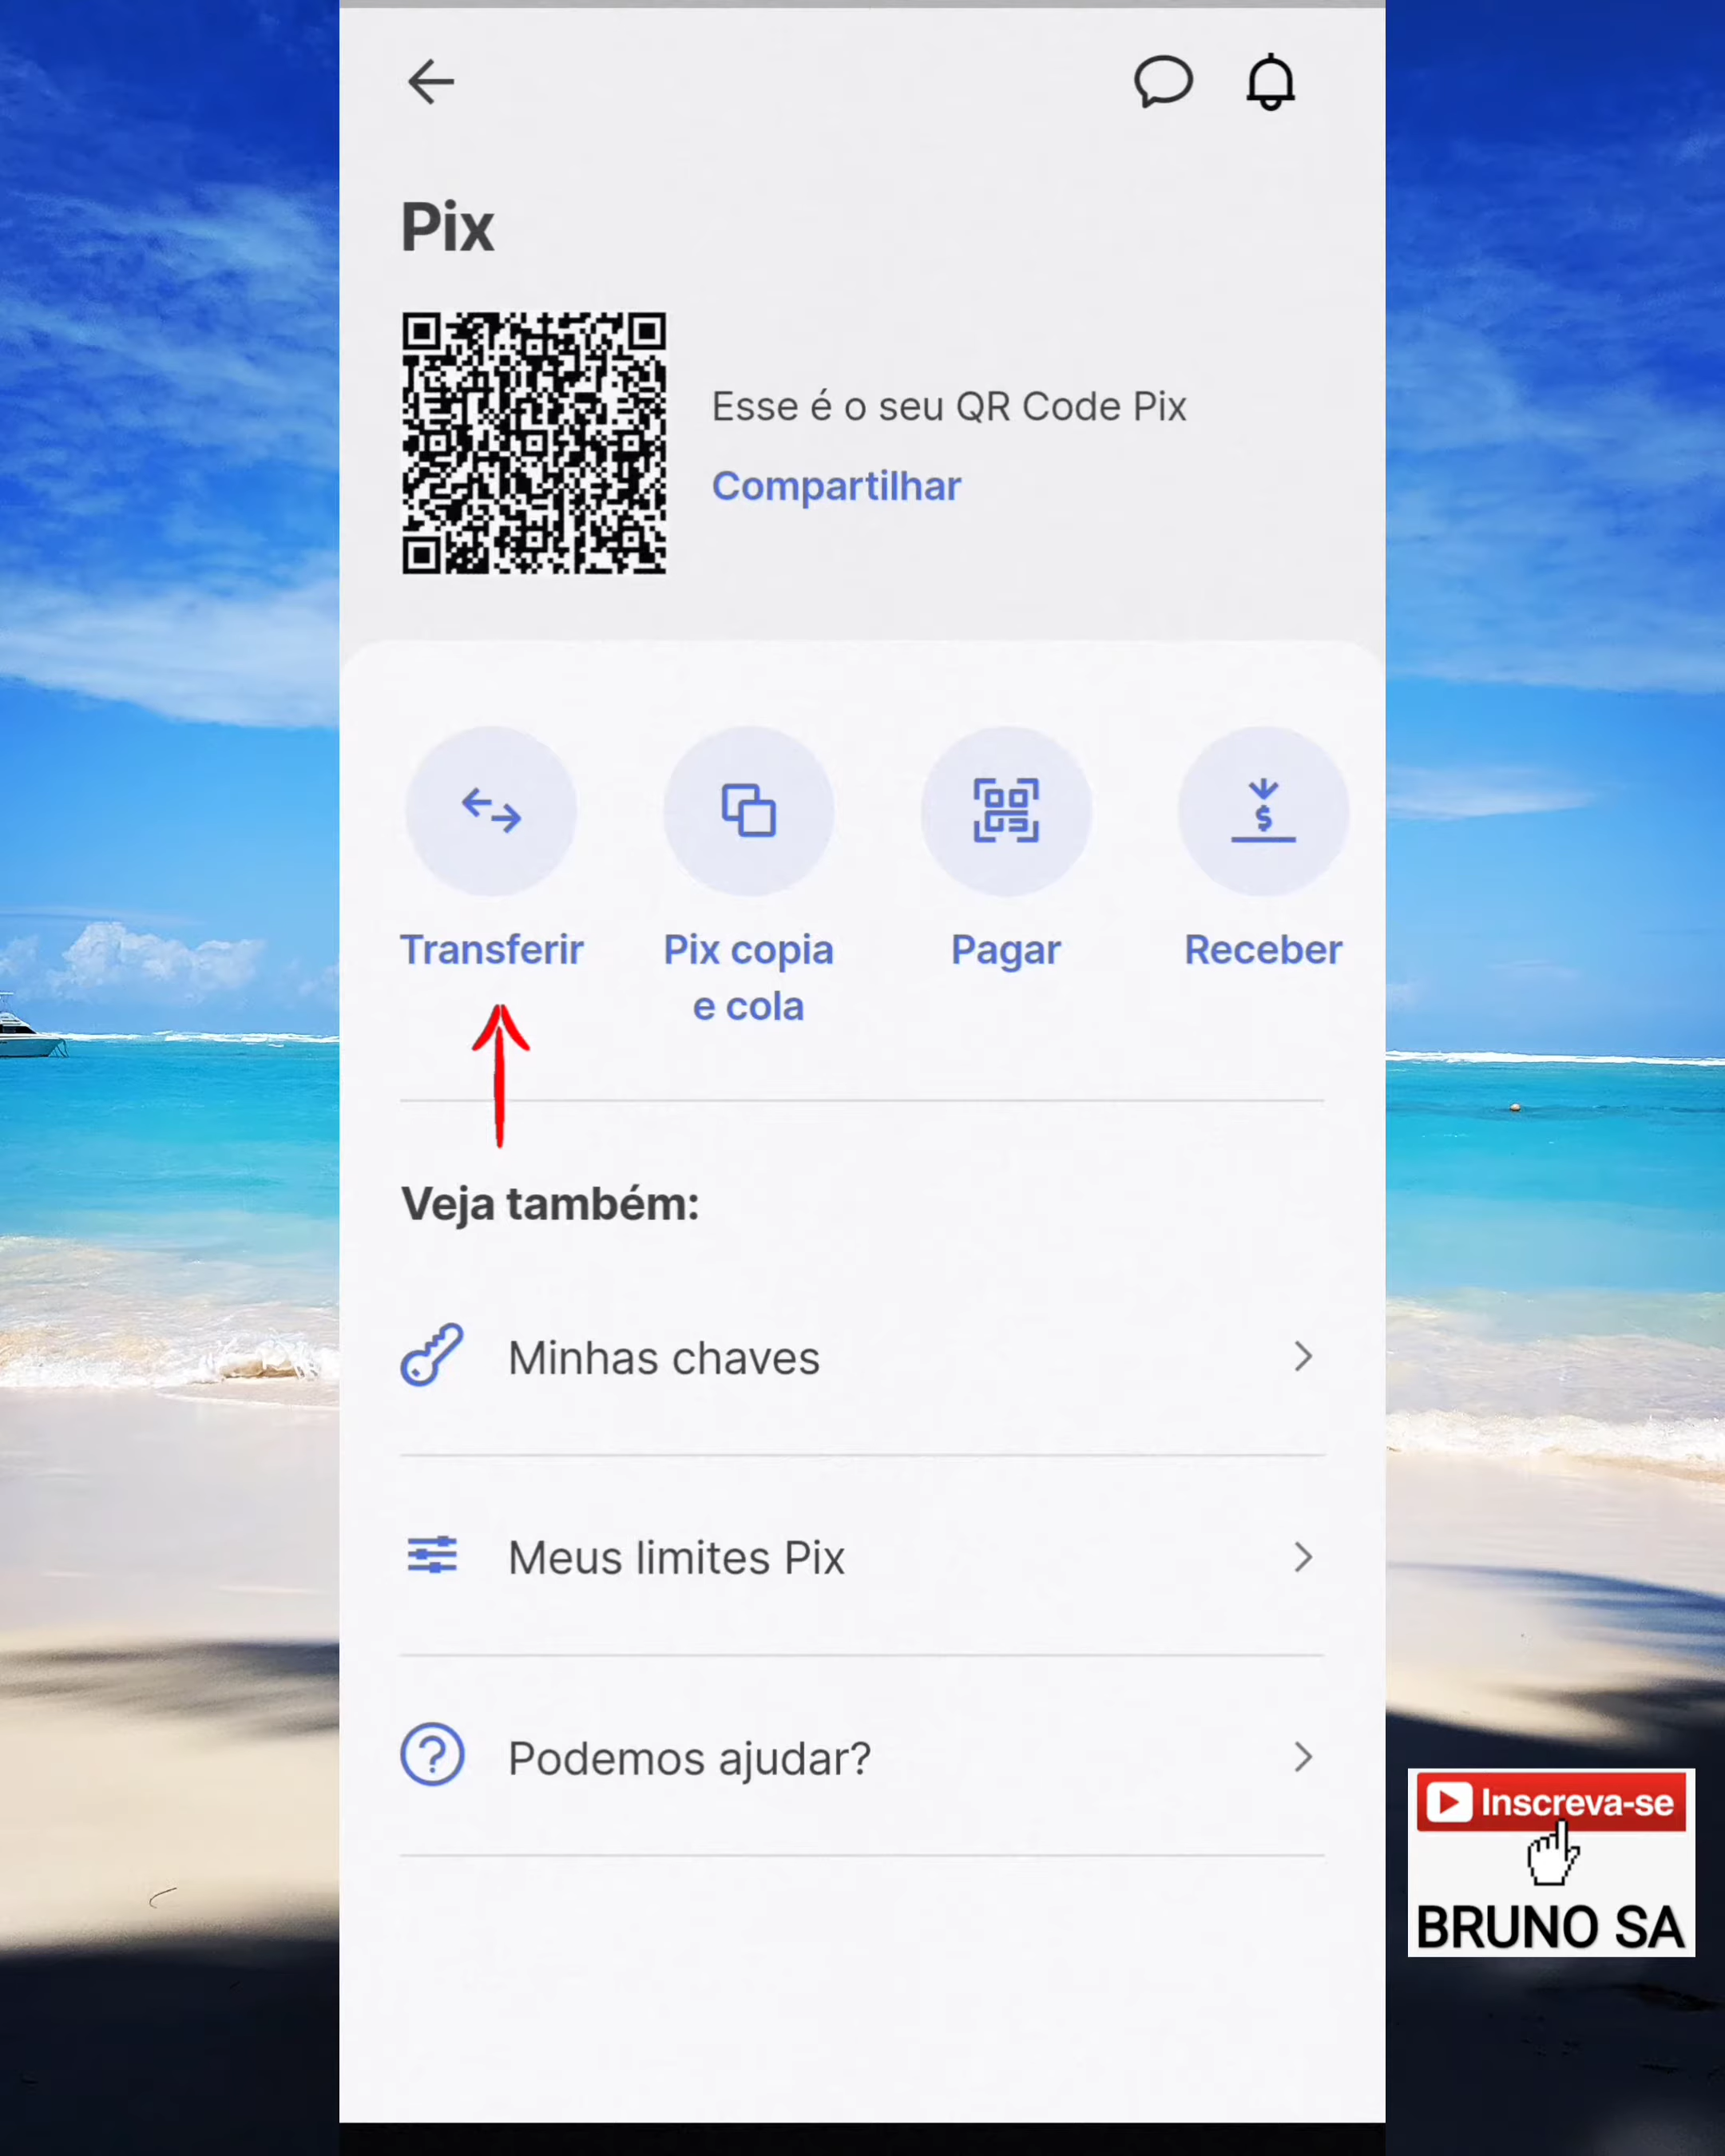 Pix
Esse é o seu QR Code Pix
Compartilhar
Transferir
Pix copia
e cola
Pagar
Receber
Veja também:
Minhas chaves
Meus limites Pix
Podemos ajudar?
Inscreva-se
BRUNO SA